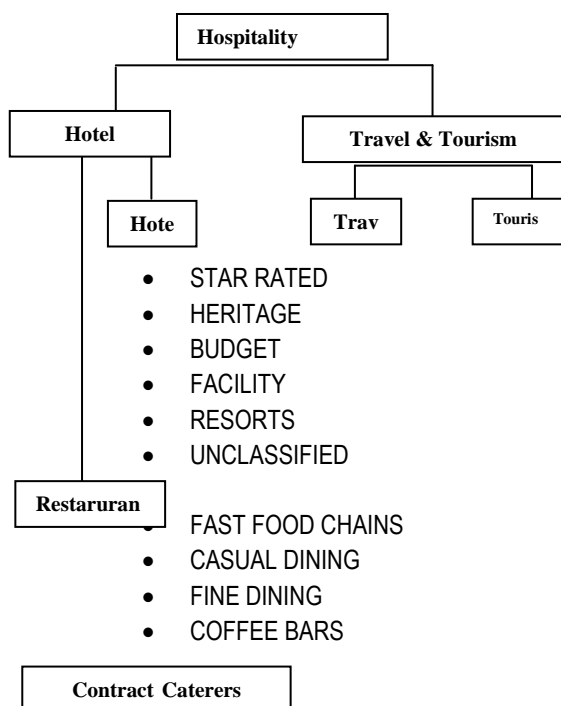 Hospitality
Hotel
Travel & Tourism
Hote
Trav
Touris
• STAR RATED
• HERITAGE
• BUDGET
• FACILITY
• RESORTS
• UNCLASSIFIED
Restaruran
• FAST FOOD CHAINS
• CASUAL DINING
• FINE DINING
• COFFEE BARS
Contract Caterers